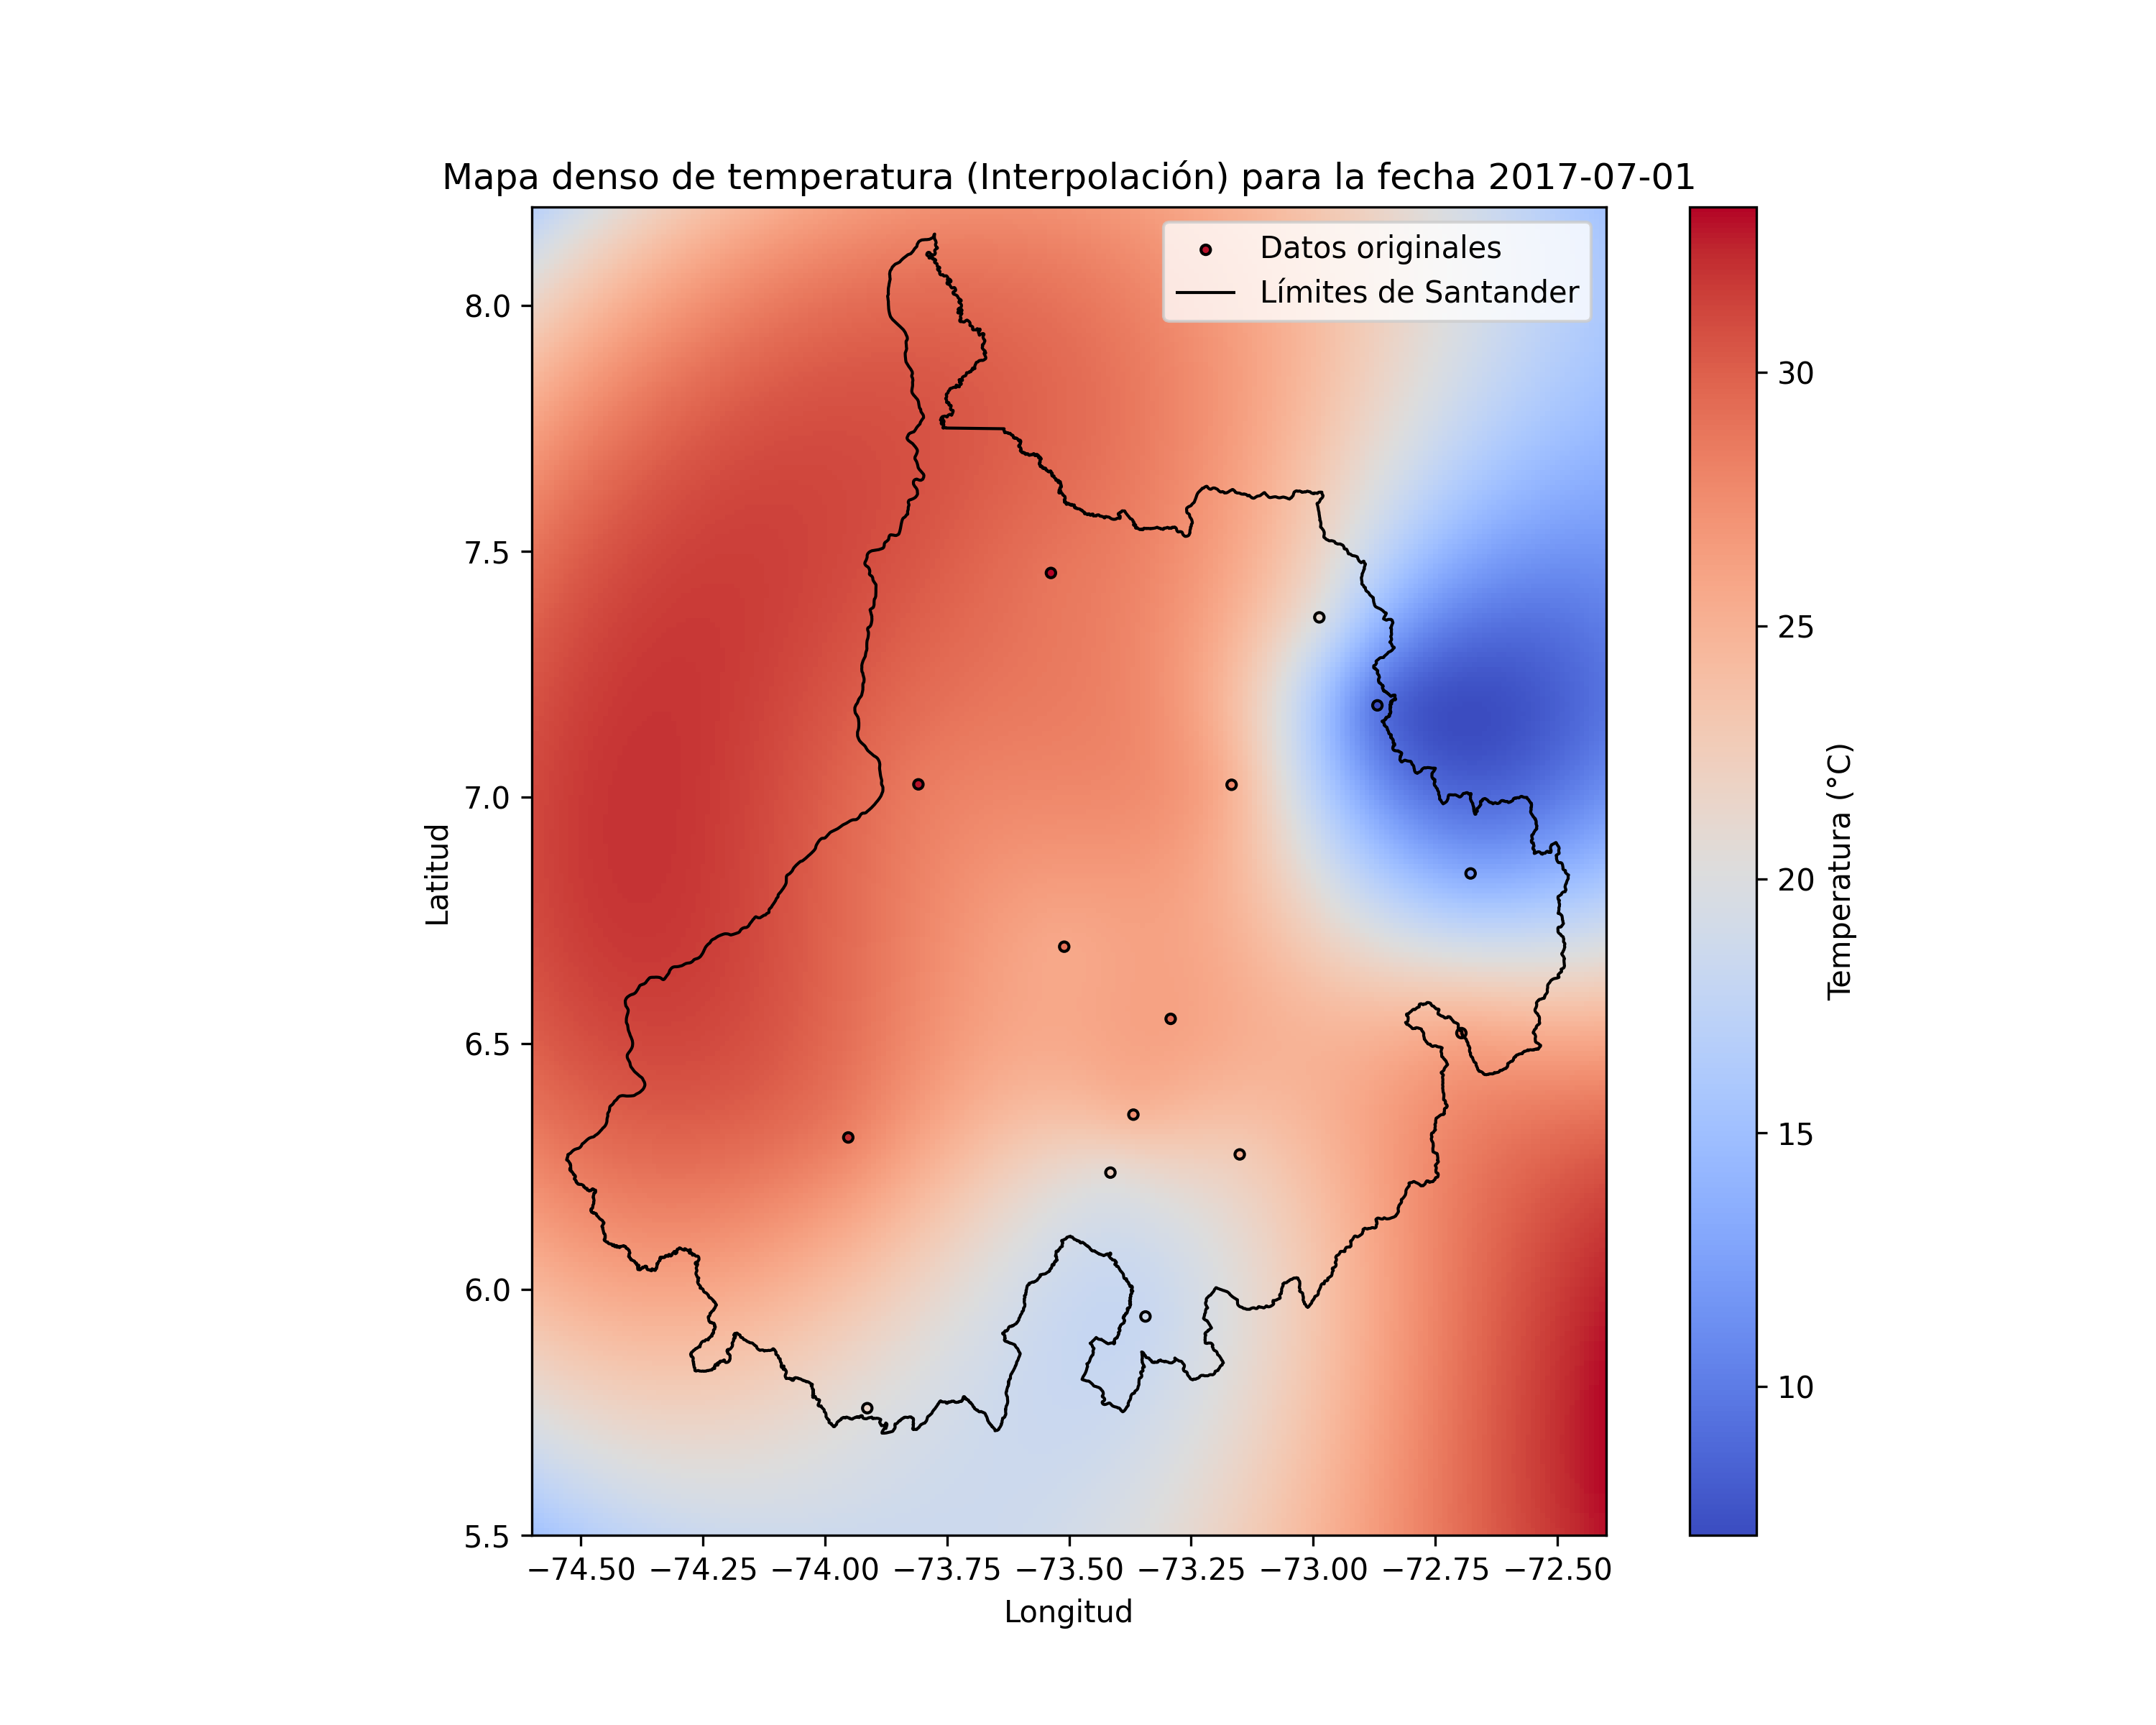 Mapa denso de temperatura (Interpolación) para la fecha 2017-07-01
Datos originales
Límites de Santander
8.0
7.5
7.0
6.5
6.0
5.5
Latitud
−74.50 −74.25 −74.00 −73.75 −73.50 −73.25 −73.00 −72.75 −72.50
Longitud
30
25
20
15
10
Temperatura (°C)